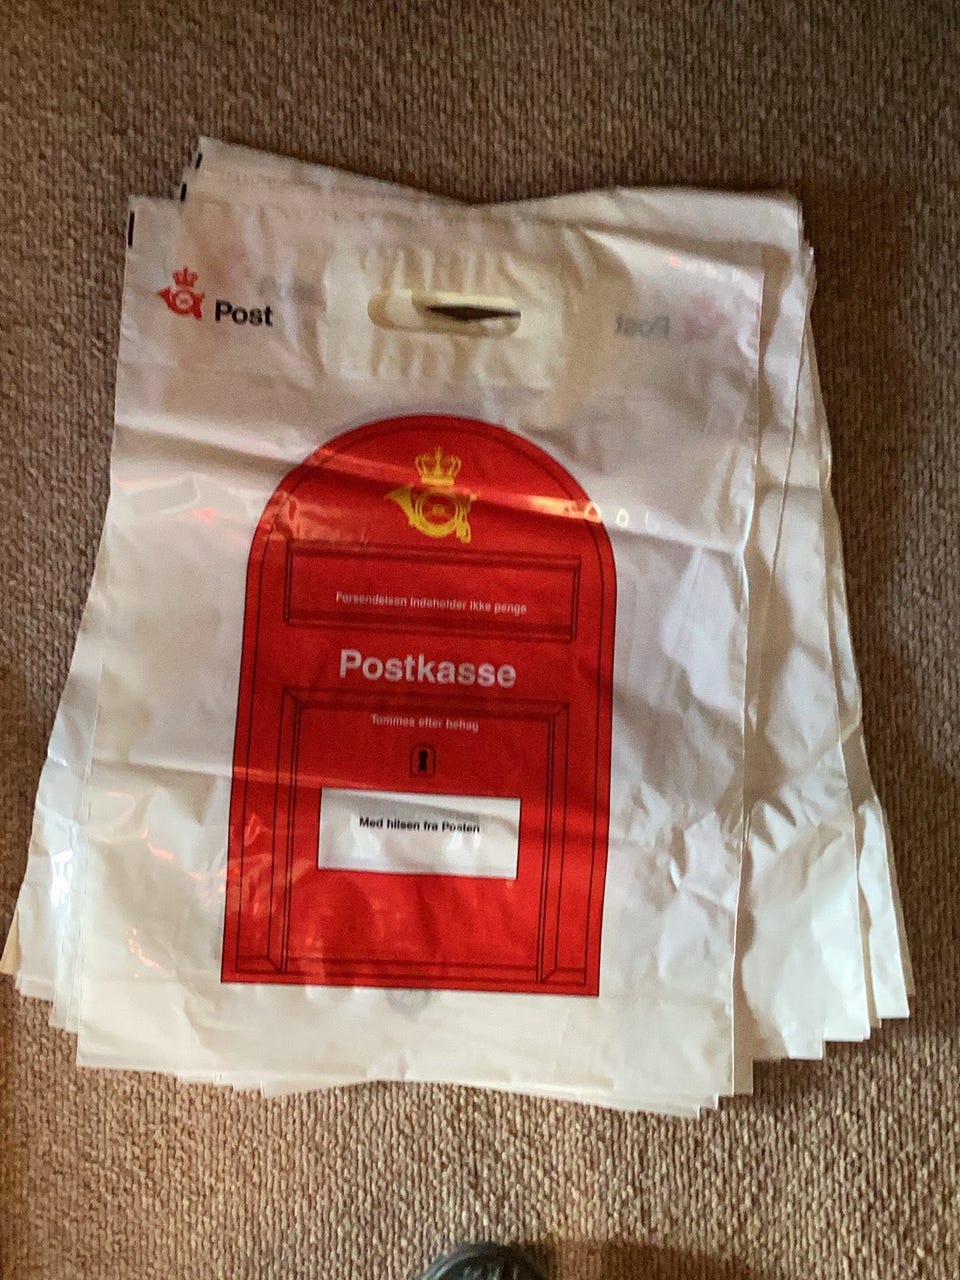 Post
Forsendelsen indeholder ikke penge
Postkasse
Tømmes efter behag
Med hilsen fra Posten